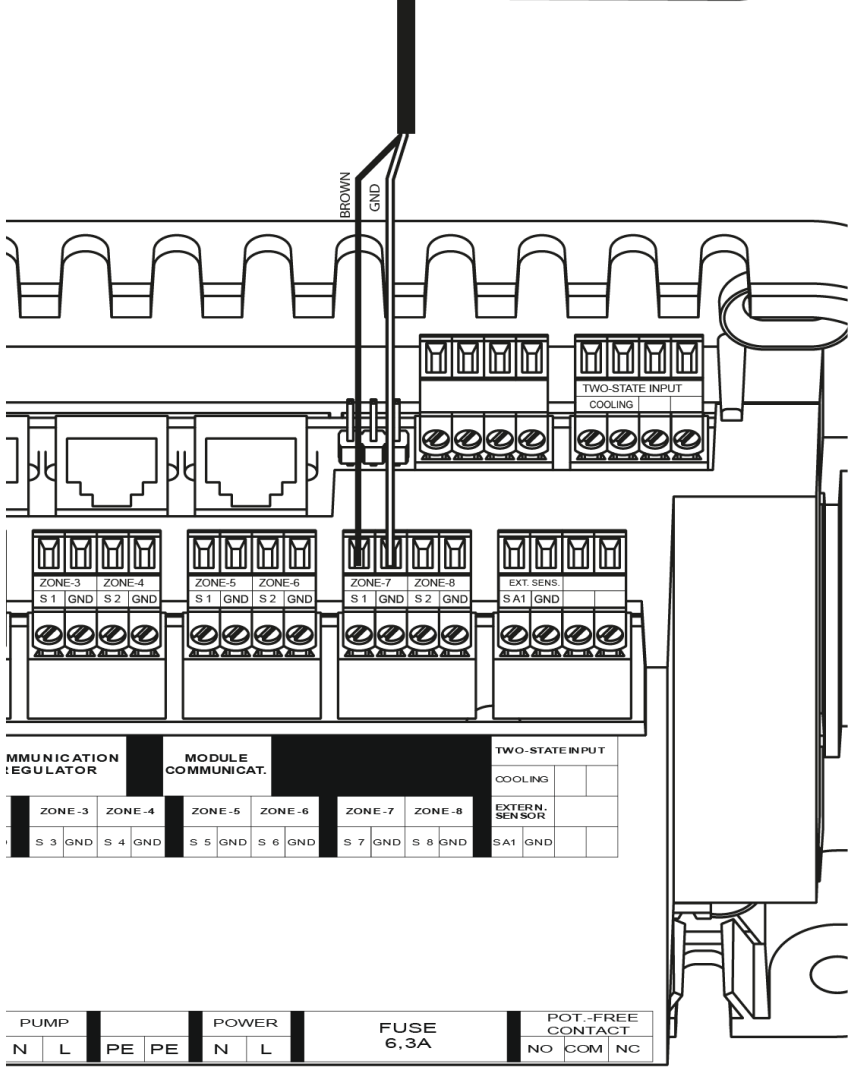 BROWN
GND
TWO-STATE INPUT
COOLING
ZONE-3 ZONE-4 ZONE-5 ZONE-6 ZONE-7 ZONE-8 EXT. SENS.
S 1 GND S 2 GND S 1 GND S 2 GND S 1 GND S 2 GND S A1 GND
MMUNICATION MODULE TWO-STATE INPUT
EGULATOR COMMUNICAT.
COOLING
ZONE-3 ZONE-4 ZONE-5 ZONE-6 ZONE-7 ZONE-8 EXTERN.
SENSOR
S 3 GND S 4 GND S 5 GND S 6 GND S 7 GND S 8 GND SA1 GND
PUMP POWER FUSE POT.-FREE
6,3A CONTACT
N L PE PE N L NO COM NC